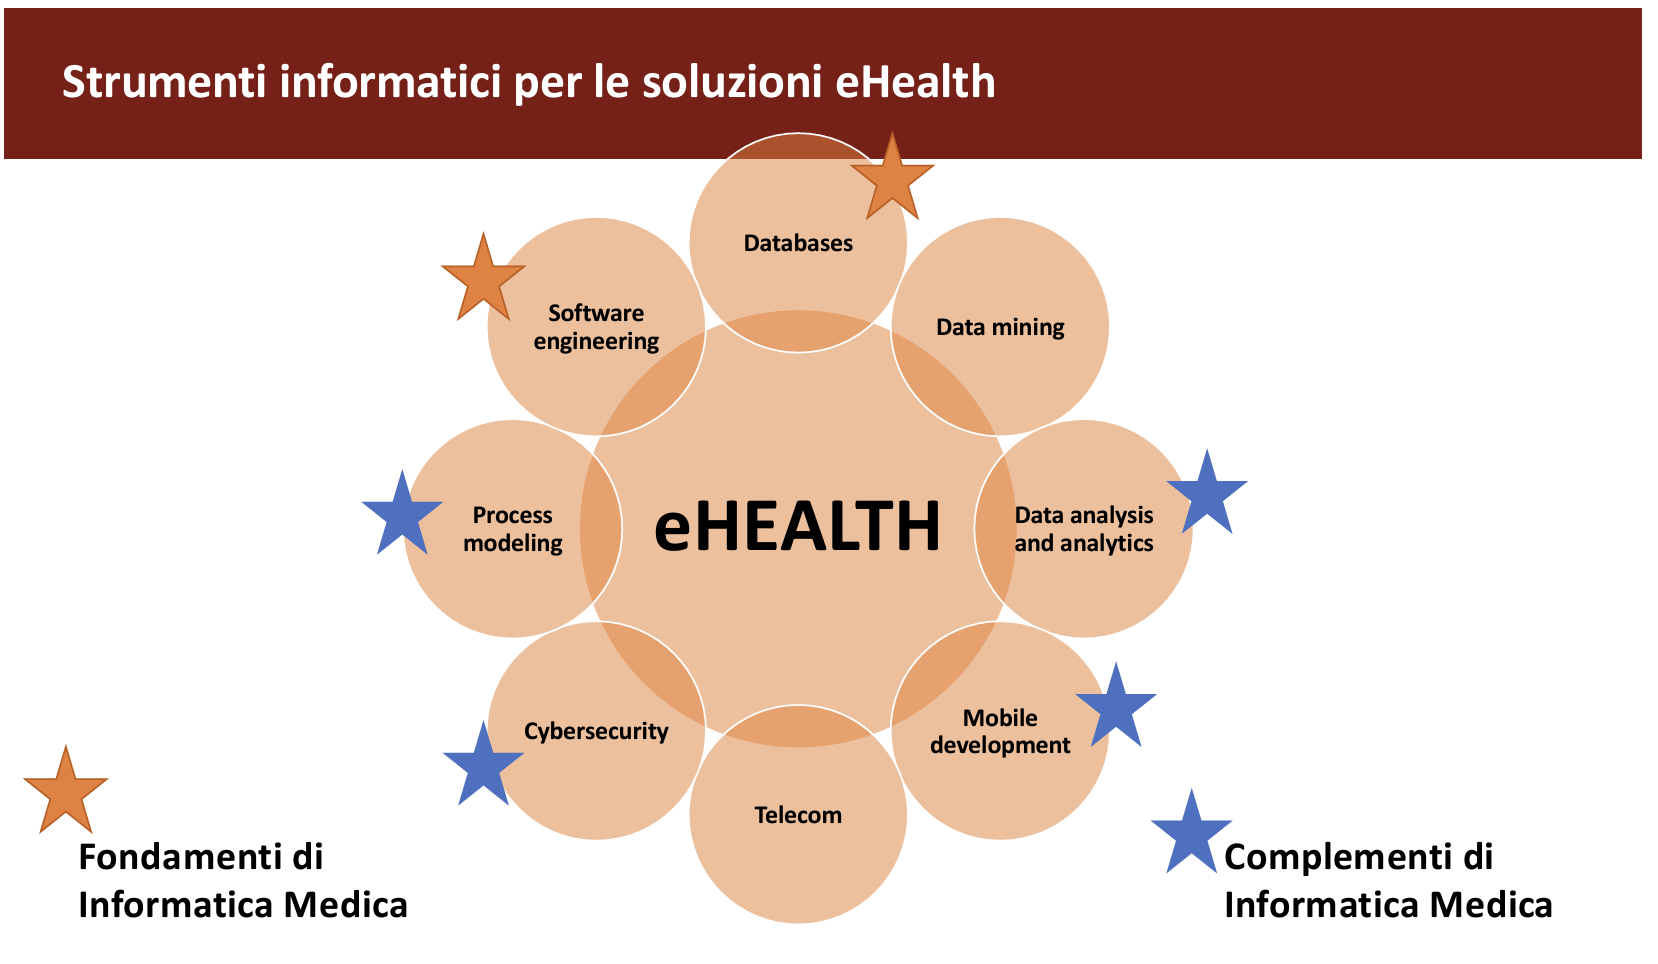 Strumenti informatici per le soluzioni eHealth
Databases
Software
engineering
Data mining
Process
modeling
eHEALTH
Data analysis
and analytics
Cybersecurity
Mobile
development
Telecom
Fondamenti di
Informatica Medica
Complementi di
Informatica Medica